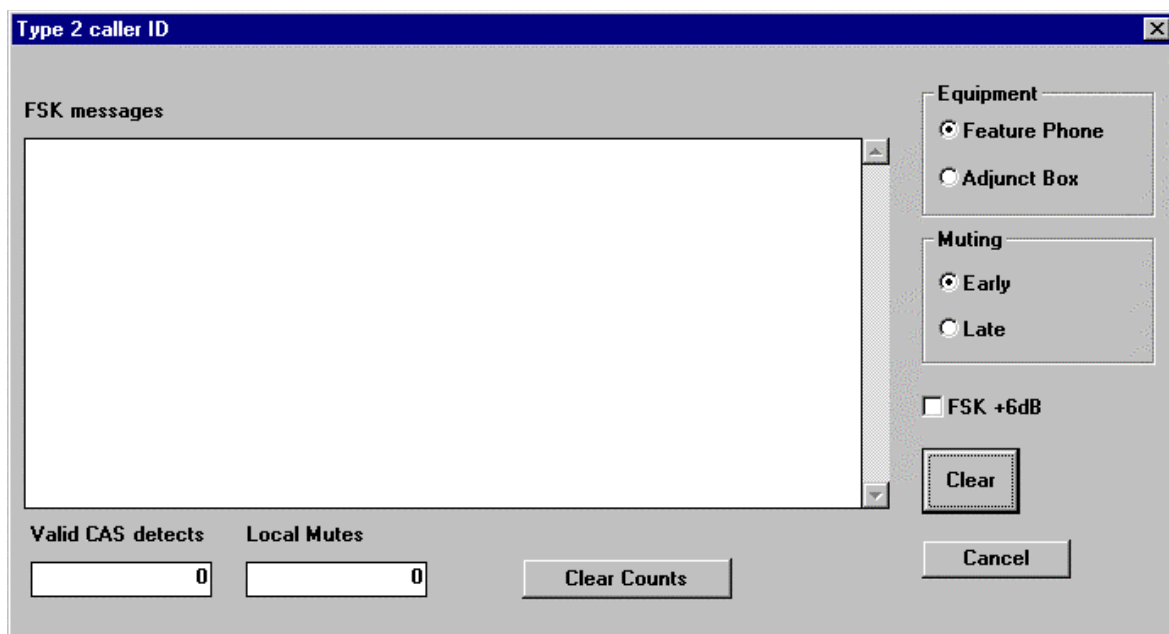 Type 2 caller ID
FSK messages
Equipment
Feature Phone
Adjunct Box
Muting
Early
Late
FSK +6dB
Clear
Valid CAS detects
Local Mutes
0
0
Clear Counts
Cancel